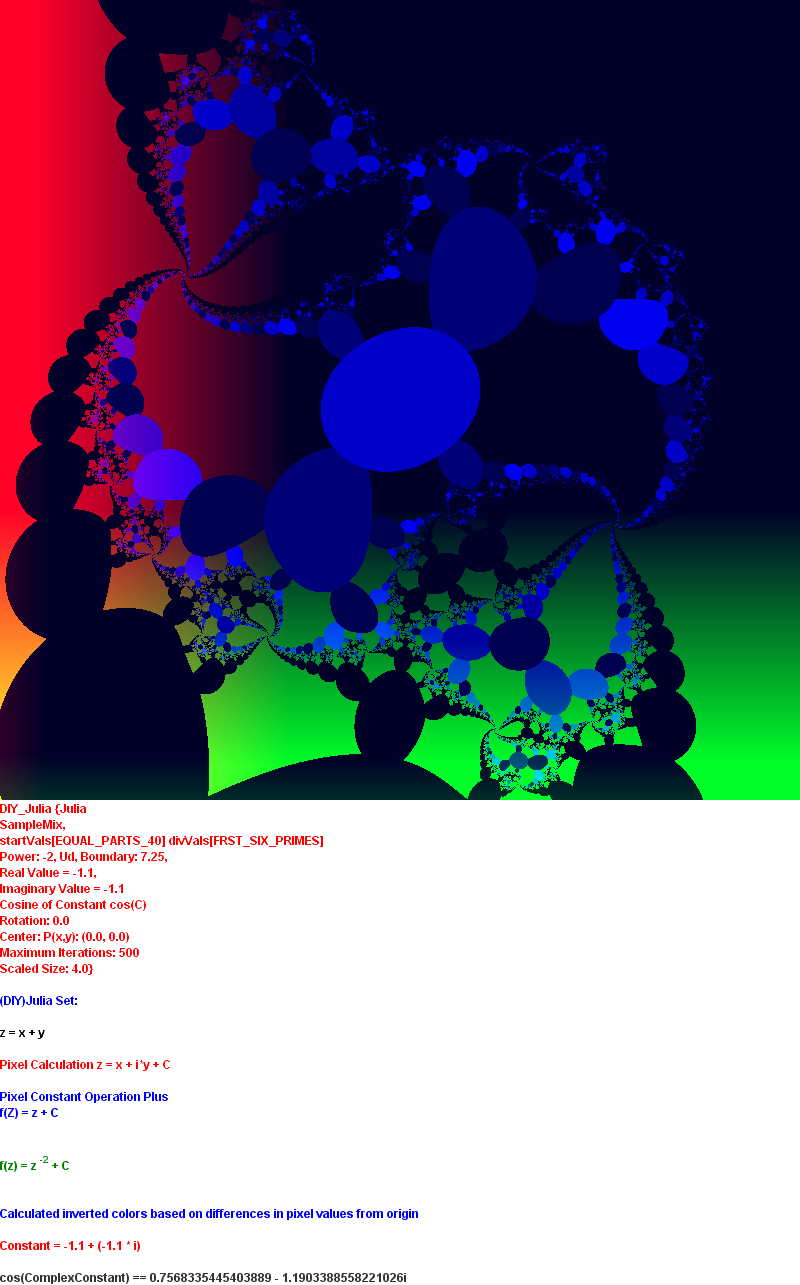 DIY_Julia {Julia
SampleMix,
startVals[EQUAL_PARTS_40] divVals[FRST_SIX_PRIMES]
Power: -2, Ud, Boundary: 7.25,
Real Value = -1.1,
Imaginary Value = -1.1
Cosine of Constant cos(C)
Rotation: 0.0
Center: P(x,y): (0.0, 0.0)
Maximum Iterations: 500
Scaled Size: 4.0}
(DIY)Julia Set:
z = x + y
Pixel Calculation z = x + i*y + C
Pixel Constant Operation Plus
f(Z) = z + C
f(z) = z -2 + C
Calculated inverted colors based on differences in pixel values from origin
Constant = -1.1 + (-1.1 * i)
cos(ComplexConstant) == 0.7568335445403889 - 1.1903388558221026i